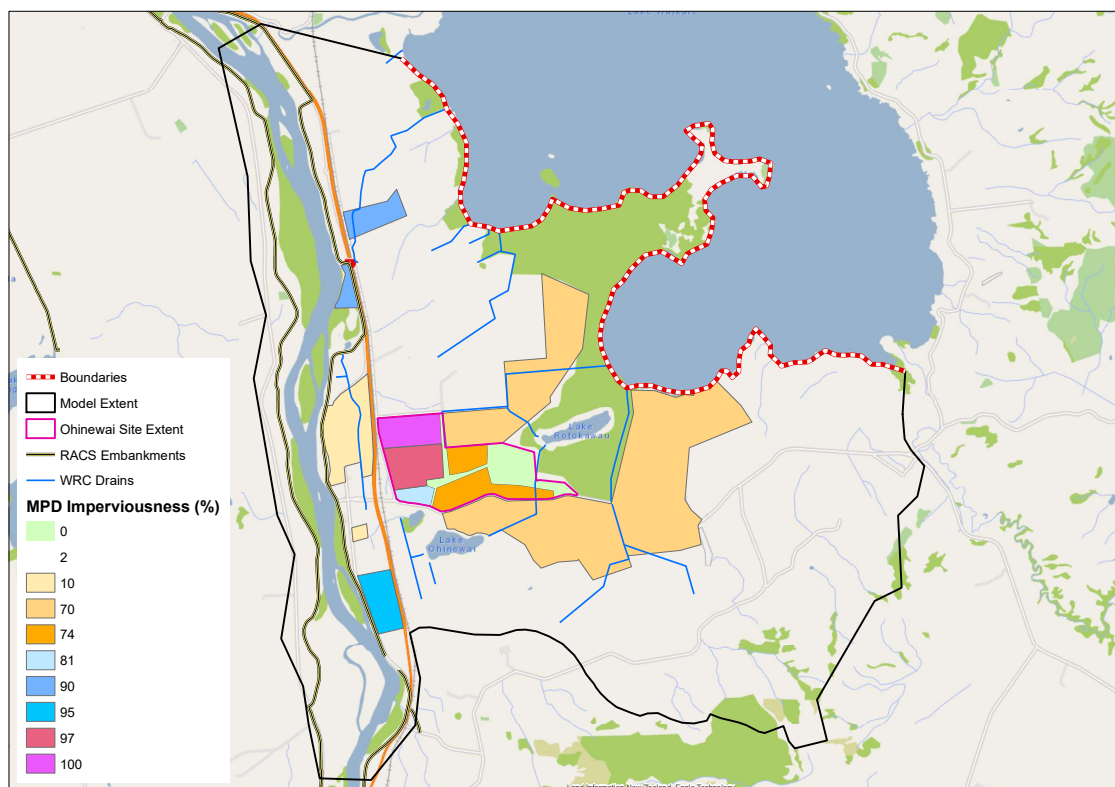 Boundaries
Model Extent
Ohinewai Site Extent
RACS Embankments
WRC Drains
MPD Imperviousness (%)
0
2
10
70
74
81
90
95
97
100
Lake
Rotokawau
Lake
Ohinewai